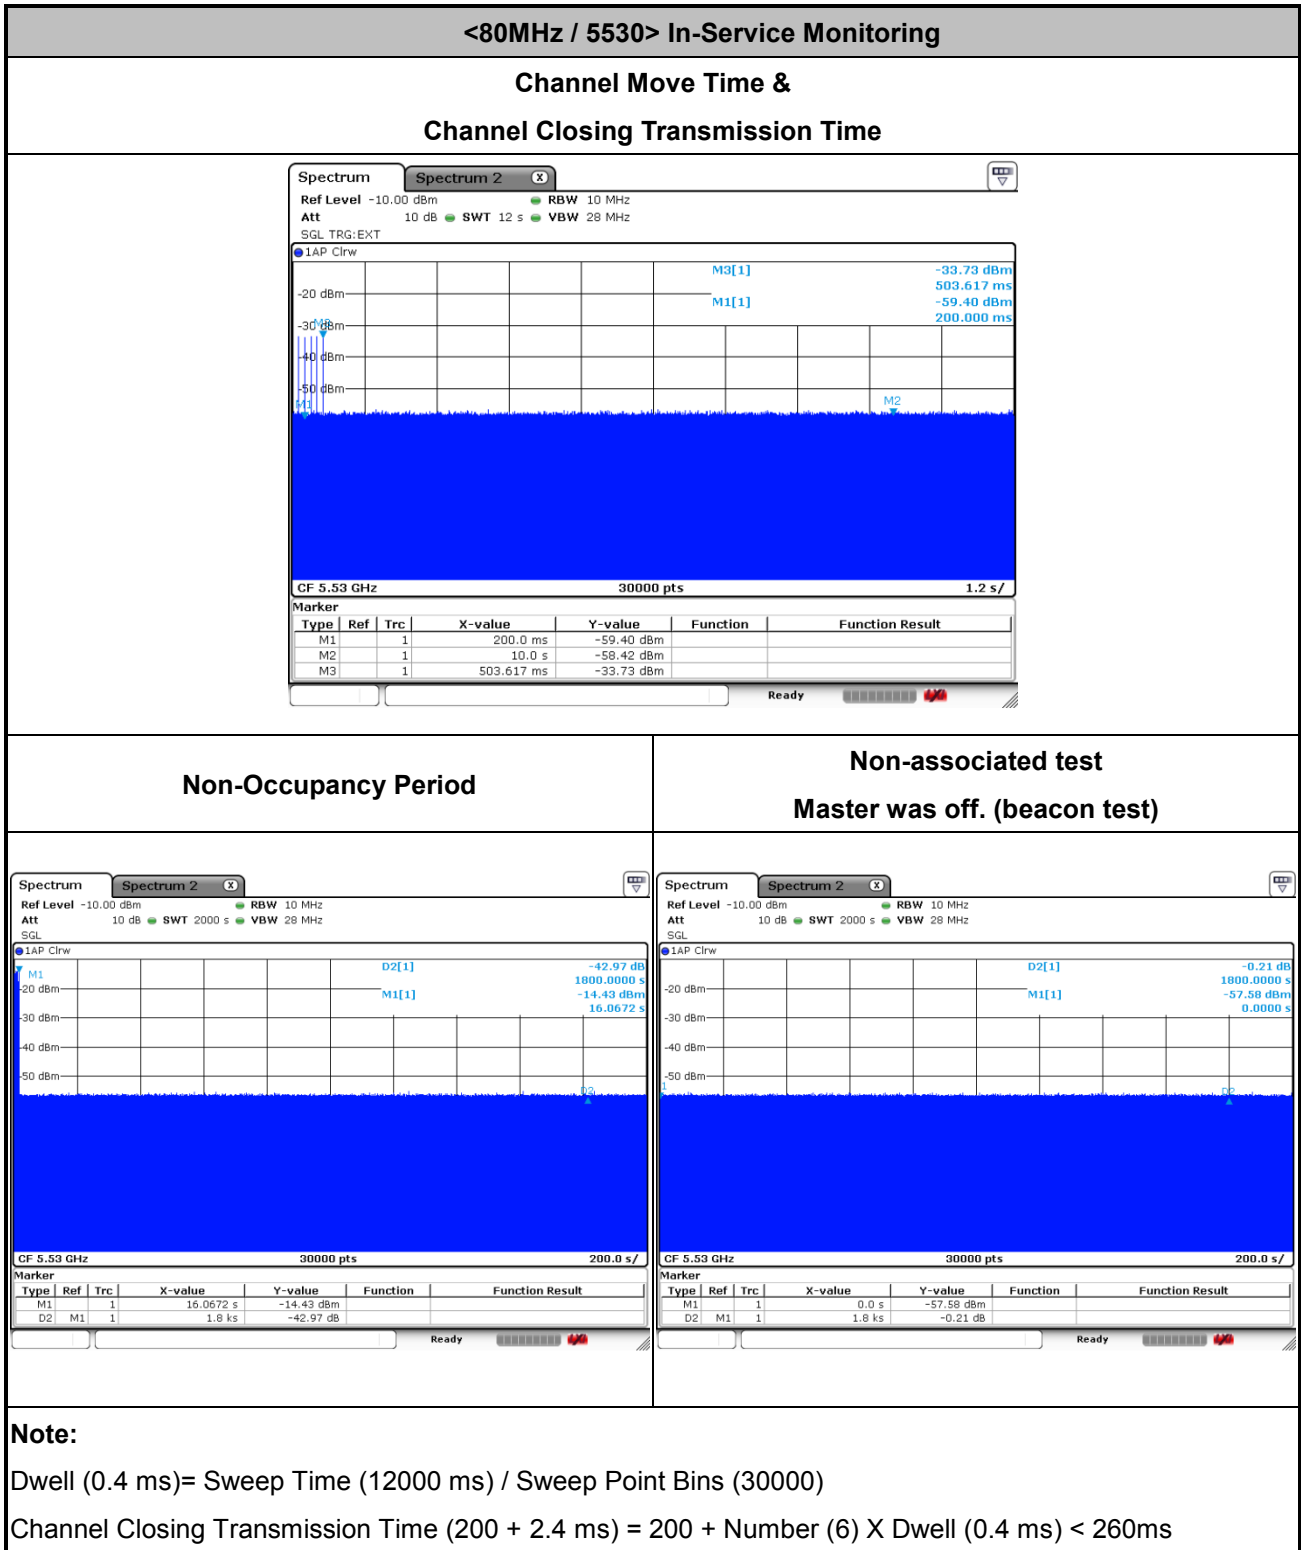 <80MHz / 5530> In-Service Monitoring
Channel Move Time &
Channel Closing Transmission Time
Spectrum Spectrum 2 X
Ref Level -10.00 dBm RBW 10 MHz
Att 10 dB SWT 12 s VBW 28 MHz
SGL TRG:EXT
1AP Clrw
M3[1] -33.73 dBm
503.617 ms
-20 dBm
M1[1] -59.40 dBm
200.000 ms
-30 dBm M3
-40 dBm
-50 dBm
M1 M2
CF 5.53 GHz 30000 pts 1.2 s/
Marker
Type Ref Trc X-value Y-value Function Function Result
M1 1 200.0 ms -59.40 dBm
M2 1 10.0 s -58.42 dBm
M3 1 503.617 ms -33.73 dBm
Ready
Non-Occupancy Period
Non-associated test
Master was off. (beacon test)
Spectrum Spectrum 2 X
Ref Level -10.00 dBm RBW 10 MHz
Att 10 dB SWT 2000 s VBW 28 MHz
SGL
1AP Clrw
M1 D2[1] -42.97 dB
1800.0000 s
-20 dBm M1[1] -14.43 dBm
16.0672 s
-30 dBm
-40 dBm
-50 dBm
D2
CF 5.53 GHz 30000 pts 200.0 s/
Marker
Type Ref Trc X-value Y-value Function Function Result
M1 1 16.0672 s -14.43 dBm
D2 M1 1 1.8 ks -42.97 dB
Ready
Spectrum Spectrum 2 X
Ref Level -10.00 dBm RBW 10 MHz
Att 10 dB SWT 2000 s VBW 28 MHz
SGL
1AP Clrw
D2[1] -0.21 dB
1800.0000 s
-20 dBm M1[1] -57.58 dBm
0.0000 s
-30 dBm
-40 dBm
-50 dBm
1 D2
CF 5.53 GHz 30000 pts 200.0 s/
Marker
Type Ref Trc X-value Y-value Function Function Result
M1 1 0.0 s -57.58 dBm
D2 M1 1 1.8 ks -0.21 dB
Ready
Note:
Dwell (0.4 ms)= Sweep Time (12000 ms) / Sweep Point Bins (30000)
Channel Closing Transmission Time (200 + 2.4 ms) = 200 + Number (6) X Dwell (0.4 ms) < 260ms